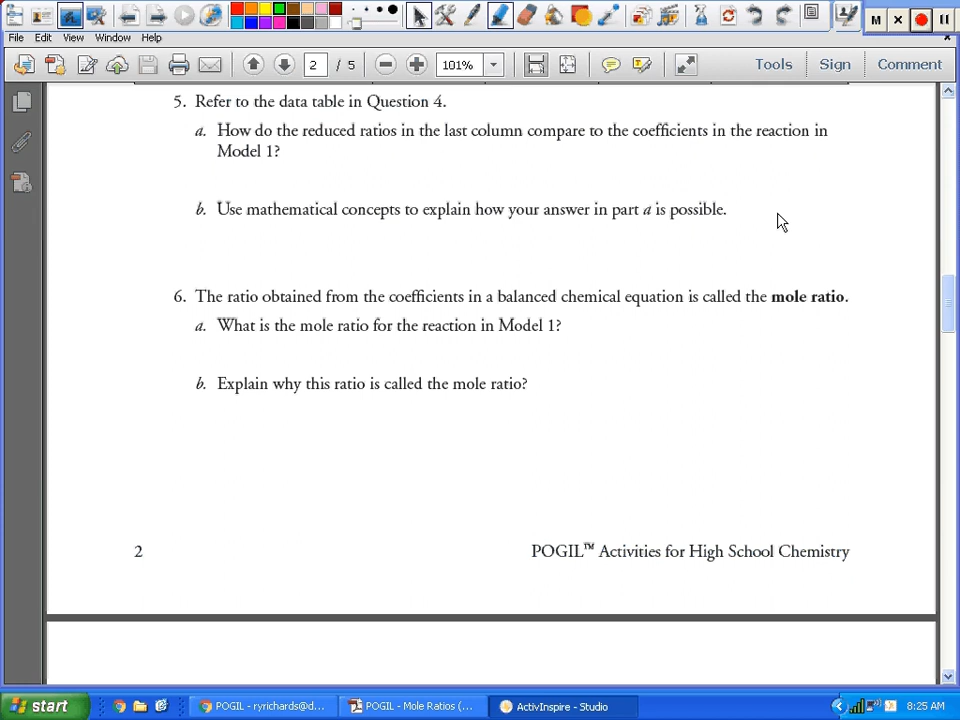 M
File Edit View Window Help
2 / 5
101%
Tools Sign Comment
5. Refer to the data table in Question 4.
a. How do the reduced ratios in the last column compare to the coefficients in the reaction in
Model 1?
b. Use mathematical concepts to explain how your answer in part a is possible.
6. The ratio obtained from the coefficients in a balanced chemical equation is called the mole ratio.
a. What is the mole ratio for the reaction in Model 1?
b. Explain why this ratio is called the mole ratio?
2
POGIL™ Activities for High School Chemistry
start
POGIL - ryrichards@d...
POGIL - Mole Ratios (...
ActivInspire - Studio
8:25 AM